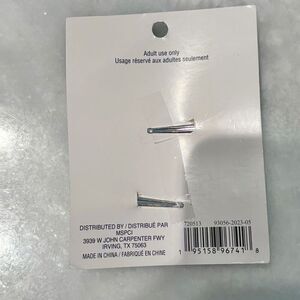 Adult use only
Usage réservé aux adultes seulement
DISTRIBUTED BY / DISTRIBUÉ PAR
MSPCI
3939 W JOHN CARPENTER FWY
IRVING, TX 75063
MADE IN CHINA / FABRIQUÉ EN CHINE
720513 93056-2023-05
1 95158 96741 8